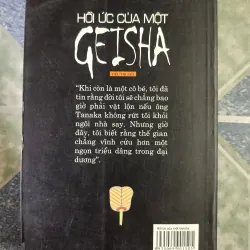 HỒI ỨC CỦA MỘT
GEISHA
"Khi còn là một cô bé, tôi đã
tin rằng đời tôi sẽ chẳng bao
giờ phải vật lộn nếu ông
Tanaka không rứt tôi khỏi
ngôi nhà say. Nhưng giờ
đây, tôi biết rằng thế gian
chẳng vĩnh cửu hơn một
ngọn triều dâng trong đại
dương".